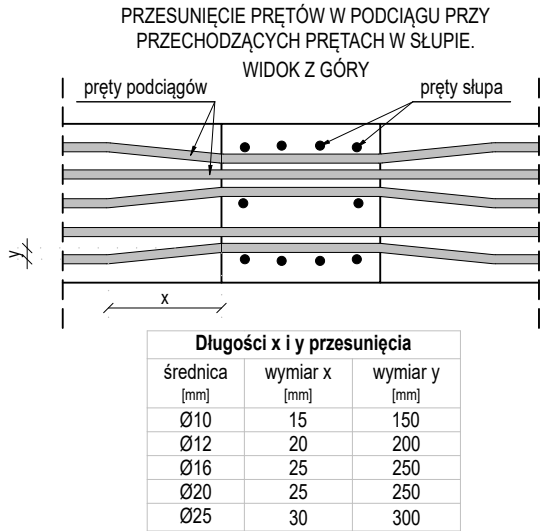 PRZESUNIĘCIE PRĘTÓW W PODCIĄGU PRZY
PRZECHODZĄCYCH PRĘTACH W SŁUPIE.
WIDOK Z GÓRY
pręty podciągów pręty słupa
y
x
Długości x i y przesunięcia
średnica wymiar x wymiar y
[mm] [mm] [mm]
Ø10 15 150
Ø12 20 200
Ø16 25 250
Ø20 25 250
Ø25 30 300